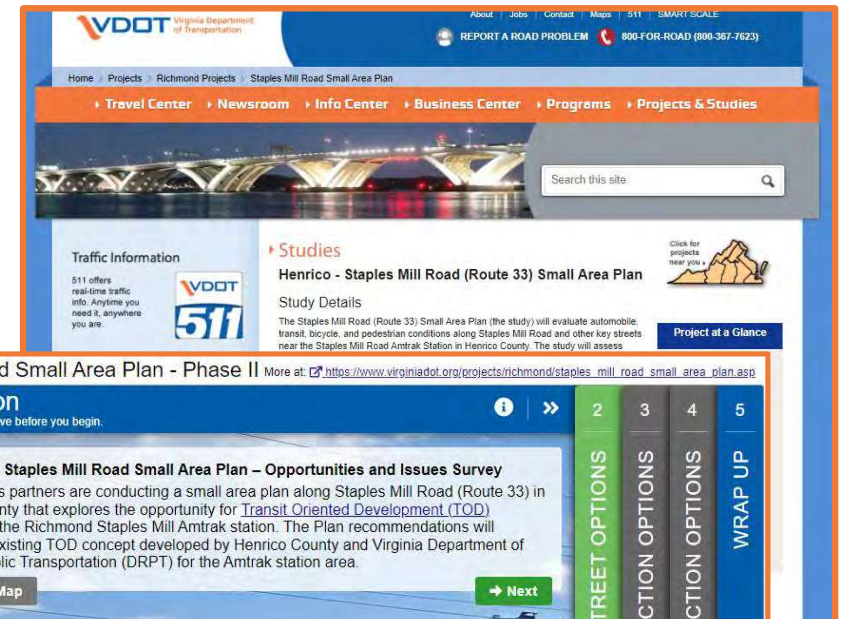 VDOT Virginia Department
of Transportation
About | Jobs | Contact | Maps | 511 | SMART SCALE
REPORT A ROAD PROBLEM 800-FOR-ROAD (800-367-7623)
Home Projects Richmond Projects Staples Mill Road Small Area Plan
Travel Center Newsroom Info Center Business Center Programs Projects & Studies
Search this site
Traffic Information
511 offers
real-time traffic
info. Anytime you
need it, anywhere
you are.
VDOT
511
Studies
Henrico - Staples Mill Road (Route 33) Small Area Plan
Study Details
The Staples Mill Road (Route 33) Small Area Plan (the study) will evaluate automobile,
transit, bicycle, and pedestrian conditions along Staples Mill Road and other key streets
near the Staples Mill Road Amtrak Station in Henrico County. The study will assess
Click for
projects
near you
Project at a Glance
d Small Area Plan - Phase II More at: https://www.virginiadot.org/projects/richmond/staples_mill_road_small_area_plan.asp
on
ve before you begin.
Staples Mill Road Small Area Plan – Opportunities and Issues Survey
s partners are conducting a small area plan along Staples Mill Road (Route 33) in
nty that explores the opportunity for Transit Oriented Development (TOD)
the Richmond Staples Mill Amtrak station. The Plan recommendations will
xisting TOD concept developed by Henrico County and Virginia Department of
lic Transportation (DRPT) for the Amtrak station area.
Map
Next
2
REET OPTIONS
3
CTION OPTIONS
4
CTION OPTIONS
5
WRAP UP